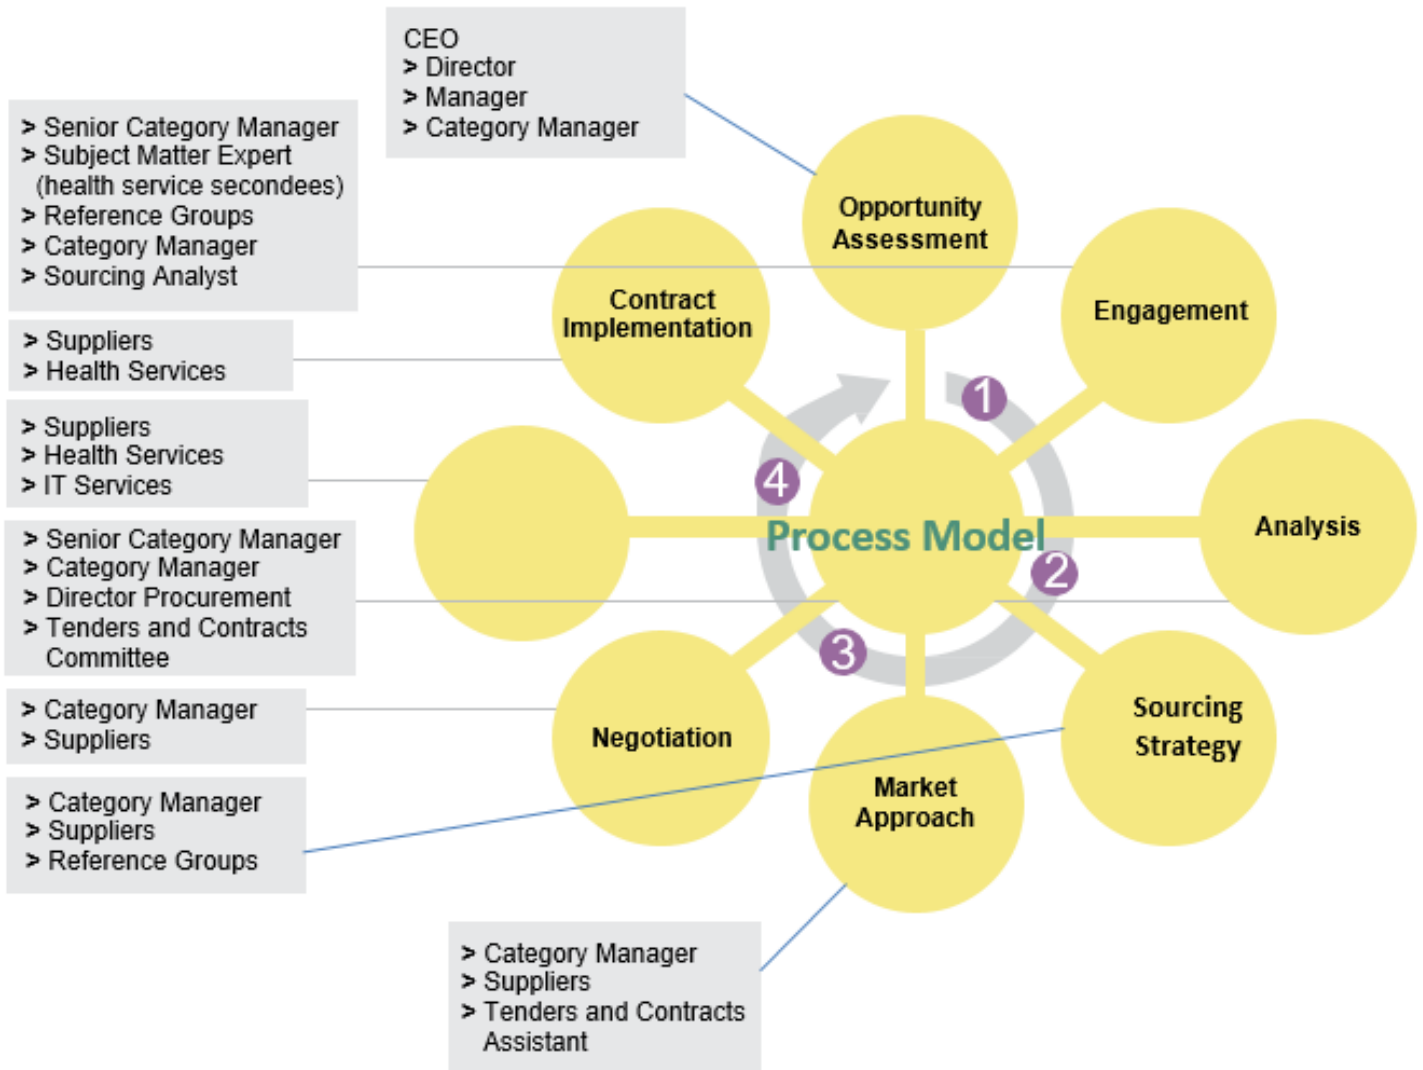 CEO
> Director
> Manager
> Category Manager
> Senior Category Manager
> Subject Matter Expert
(health service secondees)
> Reference Groups
> Category Manager
> Sourcing Analyst
> Suppliers
> Health Services
> Suppliers
> Health Services
> IT Services
> Senior Category Manager
> Category Manager
> Director Procurement
> Tenders and Contracts
Committee
> Category Manager
> Suppliers
> Category Manager
> Suppliers
> Reference Groups
> Category Manager
> Suppliers
> Tenders and Contracts
Assistant
Opportunity
Assessment
Engagement
Analysis
Sourcing
Strategy
Market
Approach
Negotiation
Contract
Implementation
Process Model
1
2
3
4